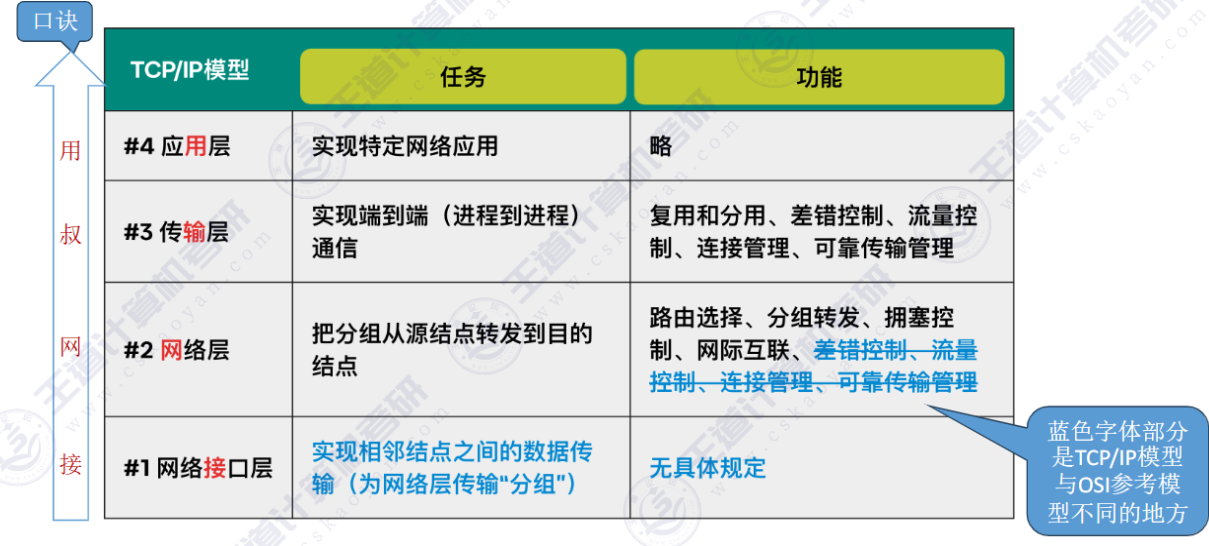 口诀
TCP/IP模型
任务
功能
用
#4 应用层
实现特定网络应用
略
叔
#3 传输层
实现端到端（进程到进程）
通信
复用和分用、差错控制、流量控
制、连接管理、可靠传输管理
网
#2 网络层
把分组从源结点转发到目的
结点
路由选择、分组转发、拥塞控
制、网际互联、差错控制、流量
控制、连接管理、可靠传输管理
接
#1 网络接口层
实现相邻结点之间的数据传
输（为网络层传输“分组”）
无具体规定
蓝色字体部分
是TCP/IP模型
与OSI参考模
型不同的地方
王道计算机考研
www.cskaoyan.com